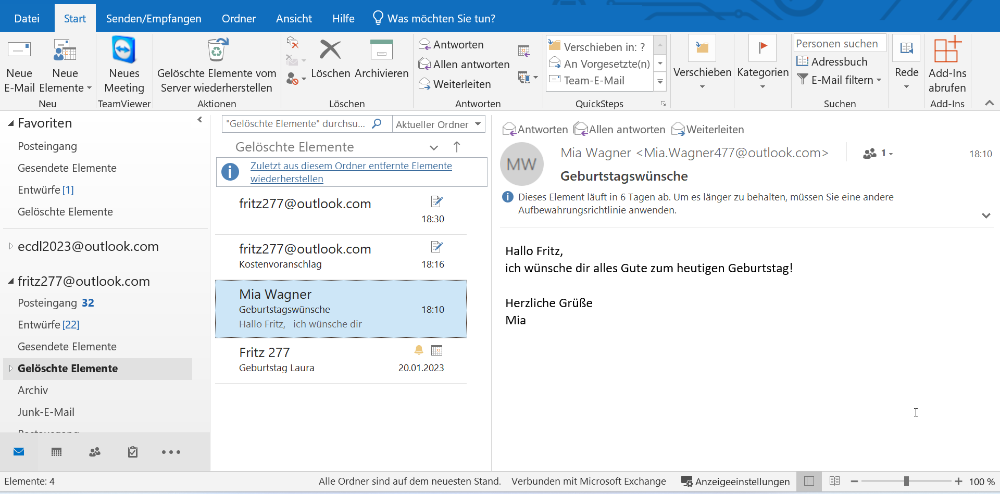 Datei
Start
Senden/Empfangen
Ordner
Ansicht
Hilfe
Was möchten Sie tun?
Neue
E-Mail
Neue
Elemente
Neu
Neues
Meeting
TeamViewer
Gelöschte Elemente vom
Server wiederherstellen
Aktionen
Löschen
Archivieren
Löschen
Antworten
Allen antworten
Weiterleiten
Antworten
Verschieben in: ?
An Vorgesetzte(n)
Team-E-Mail
QuickSteps
Verschieben
Kategorien
Personen suchen
Adressbuch
E-Mail filtern
Suchen
Rede
Add-Ins
abrufen
Add-Ins
Favoriten
Posteingang
Gesendete Elemente
Entwürfe [1]
Gelöschte Elemente
ecdl2023@outlook.com
fritz277@outlook.com
Posteingang 32
Entwürfe [22]
Gesendete Elemente
Gelöschte Elemente
Archiv
Junk-E-Mail
Postausgang
"Gelöschte Elemente" durchsu...
Aktueller Ordner
Gelöschte Elemente
Zuletzt aus diesem Ordner entfernte Elemente
wiederherstellen
fritz277@outlook.com
18:30
fritz277@outlook.com
Kostenvoranschlag 18:16
Mia Wagner
Geburtstagswünsche 18:10
Hallo Fritz, ich wünsche dir
Fritz 277
Geburtstag Laura 20.01.2023
Antworten
Allen antworten
Weiterleiten
MW
Mia Wagner <Mia.Wagner477@outlook.com>
1
18:10
Geburtstagswünsche
Dieses Element läuft in 6 Tagen ab. Um es länger zu behalten, müssen Sie eine andere
Aufbewahrungsrichtlinie anwenden.
Hallo Fritz,
ich wünsche dir alles Gute zum heutigen Geburtstag!
Herzliche Grüße
Mia
Elemente: 4
Alle Ordner sind auf dem neuesten Stand.
Verbunden mit Microsoft Exchange
Anzeigeeinstellungen
100 %